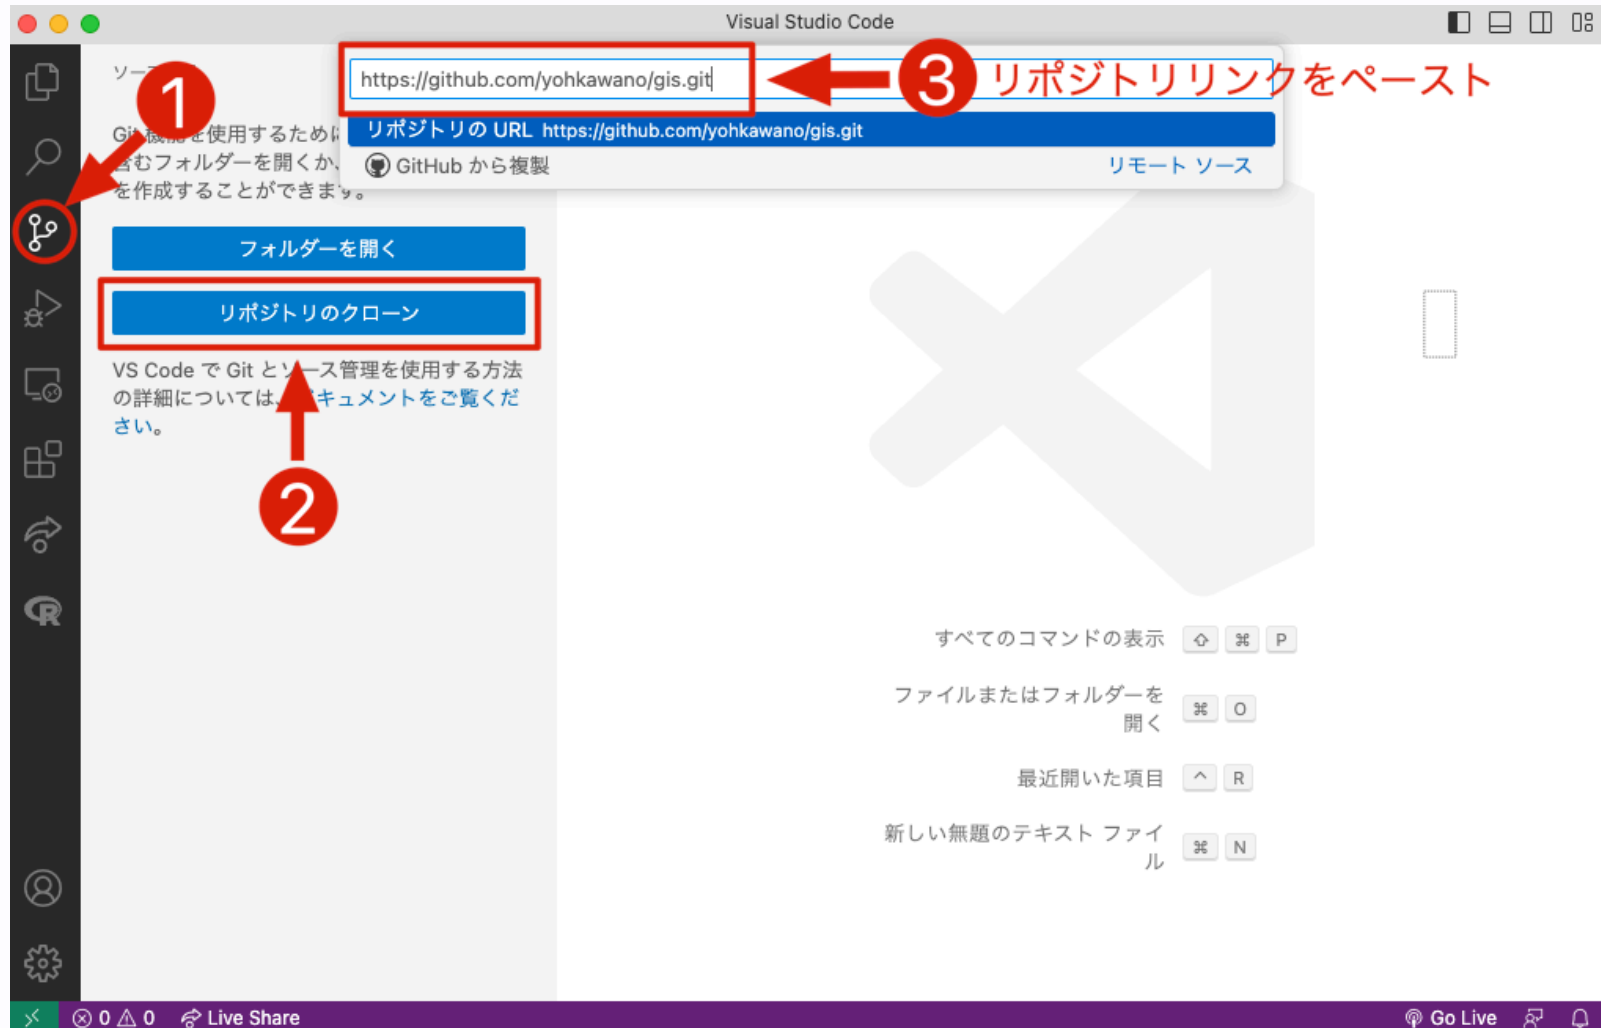 Visual Studio Code
https://github.com/yohkawano/gis.git
3 リポジトリリンクをペースト
リポジトリの URL https://github.com/yohkawano/gis.git
GitHub から複製
リモート ソース
1
Git 機能を使用するために
含むフォルダーを開くか、
を作成することができます。
フォルダーを開く
リポジトリのクローン
VS Code で Git とソース管理を使用する方法
の詳細については、キュメントをご覧くだ
さい。
2
すべてのコマンドの表示 ⇧ ⌘ P
ファイルまたはフォルダーを
開く ⌘ O
最近開いた項目 ^ R
新しい無題のテキスト ファイ
ル ⌘ N
0 0 Live Share
Go Live